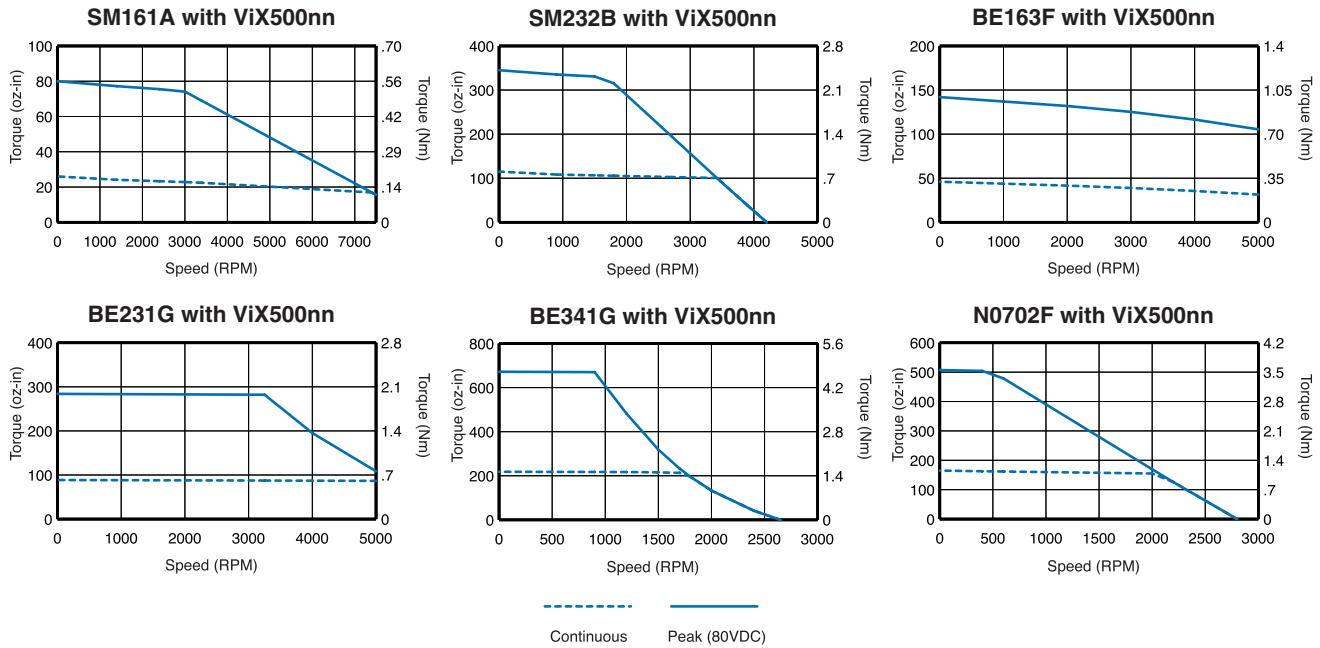 SM161A with ViX500nn
SM232B with ViX500nn
BE163F with ViX500nn
100
80
60
40
20
0
Torque (oz-in)
.70
.56
.42
.29
.14
0
Torque (Nm)
0 1000 2000 3000 4000 5000 6000 7000
Speed (RPM)
400
300
200
100
0
Torque (oz-in)
2.8
2.1
1.4
.7
0
Torque (Nm)
0 1000 2000 3000 4000 5000
Speed (RPM)
200
150
100
50
0
Torque (oz-in)
1.4
1.05
.70
.35
0
Torque (Nm)
0 1000 2000 3000 4000 5000
Speed (RPM)
BE231G with ViX500nn
BE341G with ViX500nn
N0702F with ViX500nn
400
300
200
100
0
Torque (oz-in)
2.8
2.1
1.4
.7
0
Torque (Nm)
0 1000 2000 3000 4000 5000
Speed (RPM)
800
600
400
200
0
Torque (oz-in)
5.6
4.2
2.8
1.4
0
Torque (Nm)
0 500 1000 1500 2000 2500 3000
Speed (RPM)
600
500
400
300
200
100
0
Torque (oz-in)
4.2
3.5
2.8
2.1
1.4
.7
0
Torque (Nm)
0 500 1000 1500 2000 2500 3000
Speed (RPM)
Continuous
Peak (80VDC)